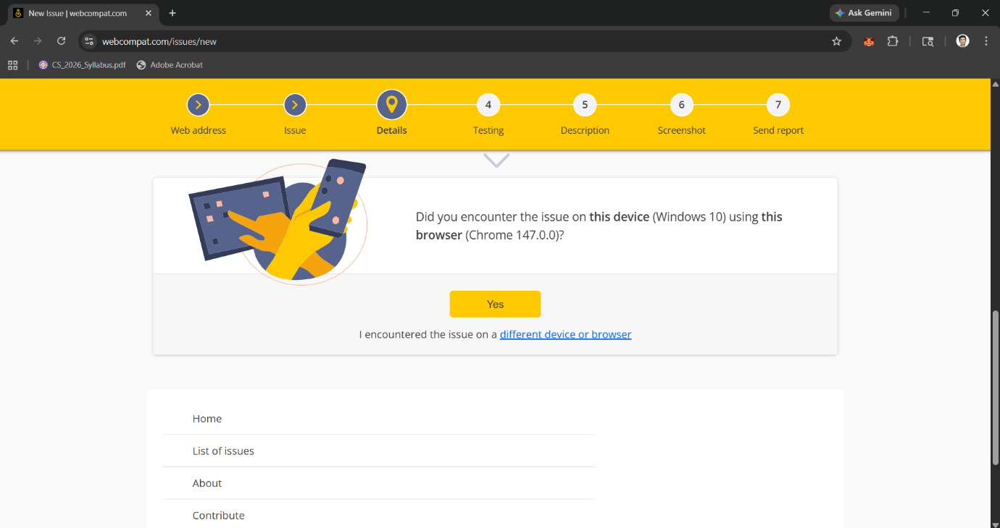 New Issue | webcompat.com
Ask Gemini
webcompat.com/issues/new
CS_2026_Syllabus.pdf
Adobe Acrobat
4 5 6 7
Web address Issue Details Testing Description Screenshot Send report
Did you encounter the issue on this device (Windows 10) using this
browser (Chrome 147.0.0)?
Yes
I encountered the issue on a different device or browser
Home
List of issues
About
Contribute